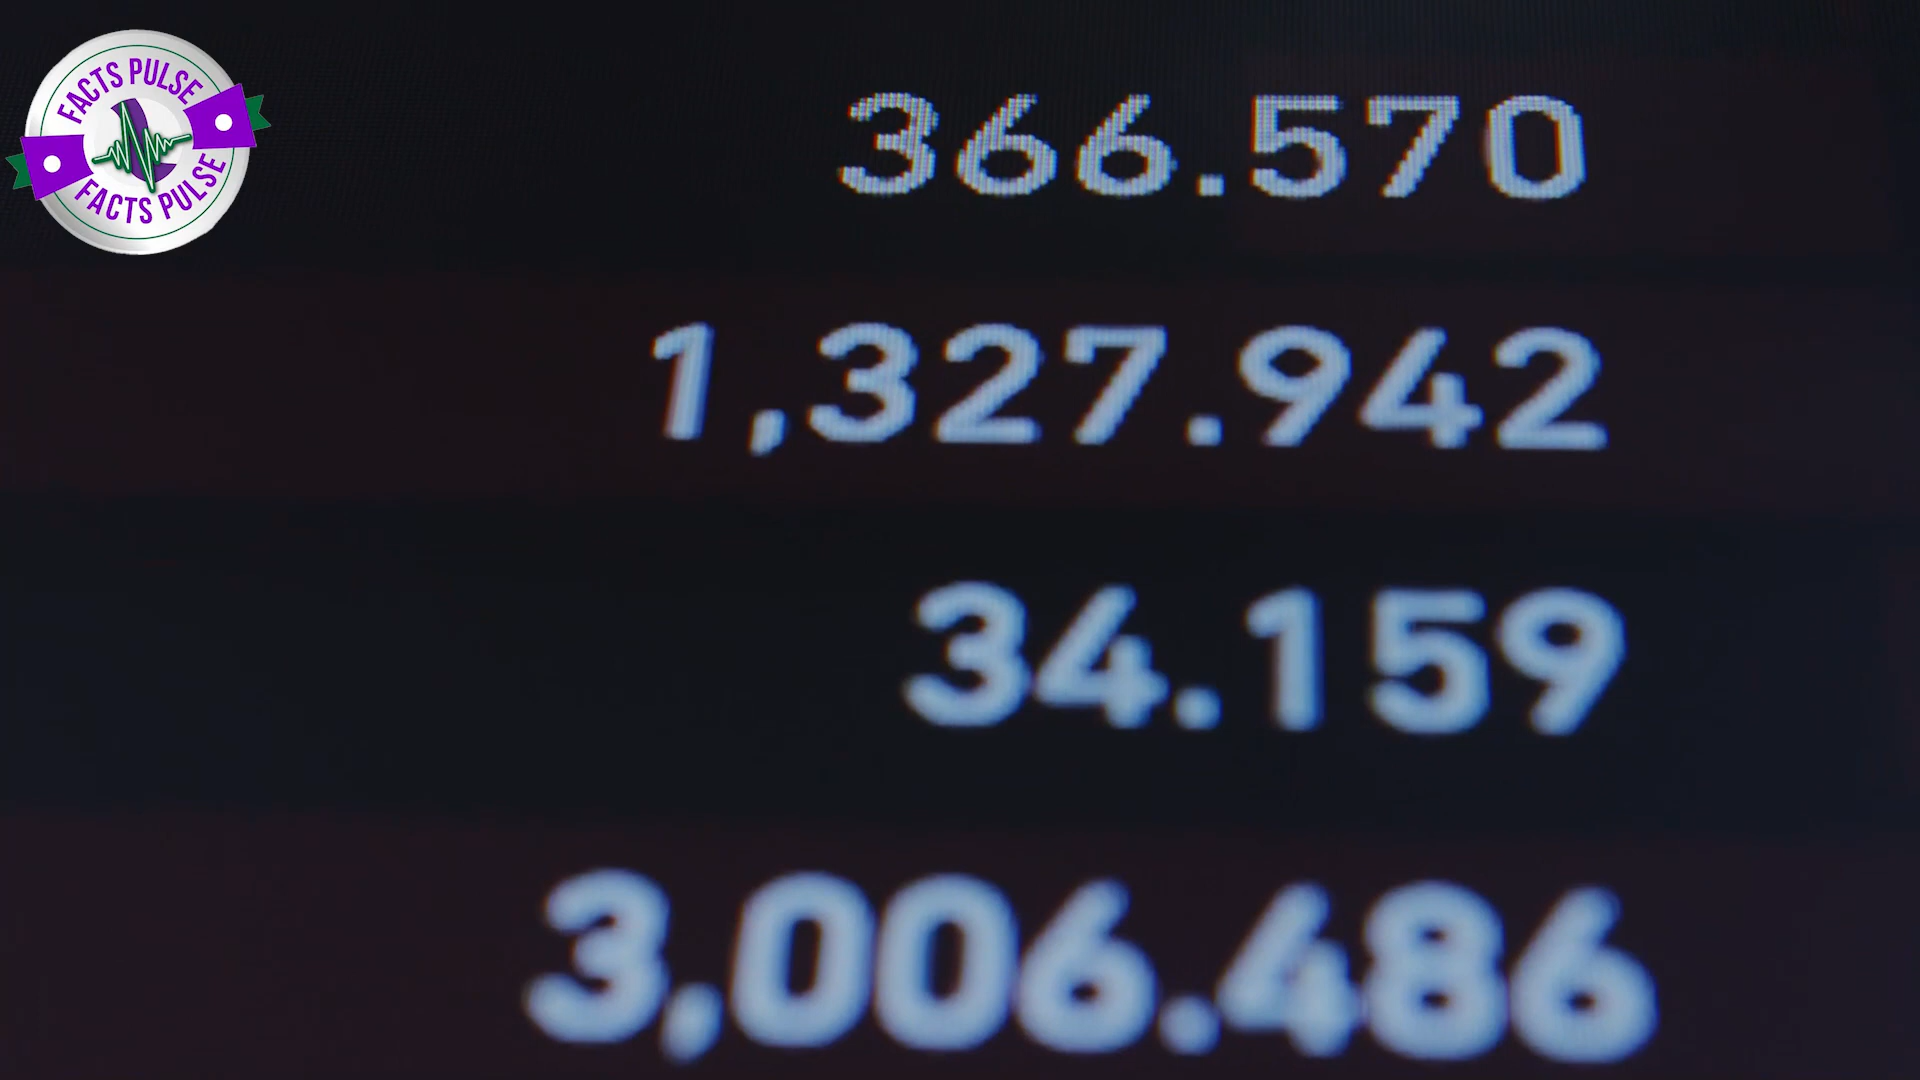 FACTS PULSE
FACTS PULSE
366.570
1,327.942
34.159
3,006.486